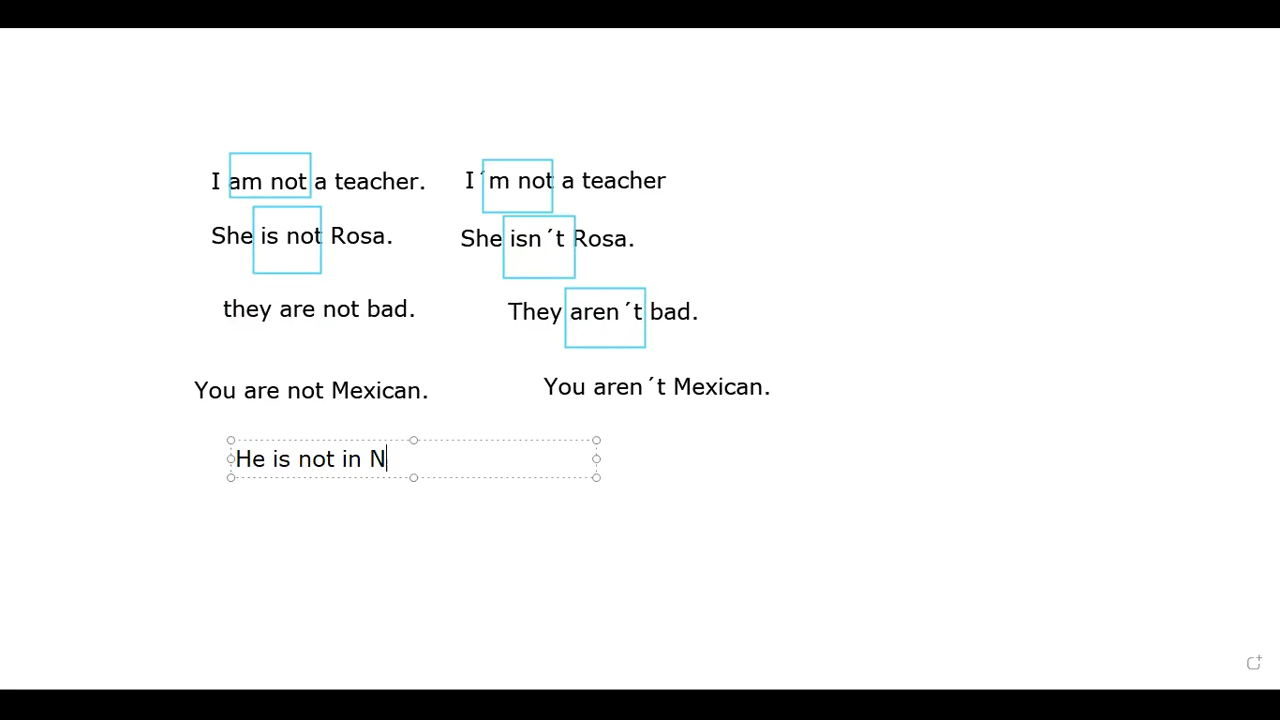 I am not a teacher. I ´m not a teacher
She is not Rosa. She isn´t Rosa.
they are not bad. They aren´t bad.
You are not Mexican. You aren´t Mexican.
He is not in N